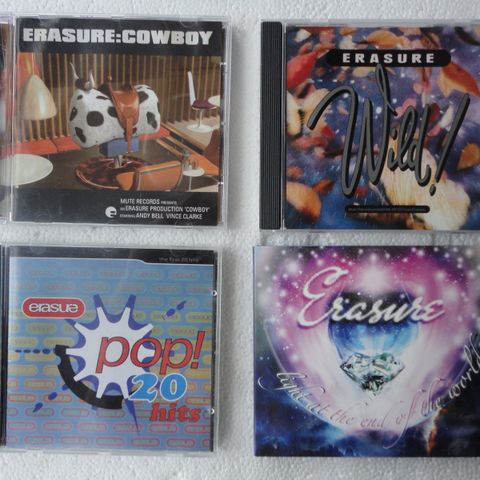 ERASURE:COWBOY
MUTE RECORDS PRESENTS
AN ERASURE PRODUCTION 'COWBOY'
STARRING ANDY BELL VINCE CLARKE
ERASURE
Wild!
the first 20 hits
erasure
pop!
20
hits
Erasure
light at the end of the world